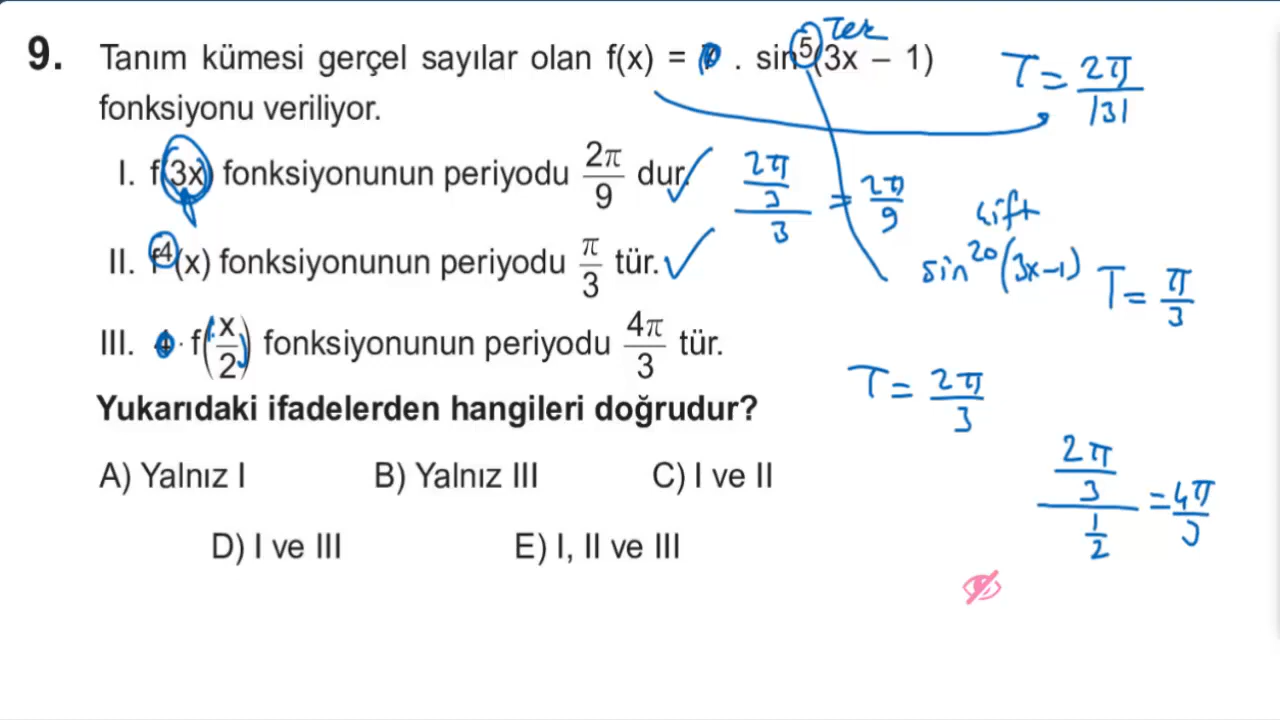 9. Tanım kümesi gerçel sayılar olan f(x) = . sin⁵(3x – 1)
fonksiyonu veriliyor.
I. f(3x) fonksiyonunun periyodu 2π/9 dur.
II. f⁴(x) fonksiyonunun periyodu π/3 tür.
III. 4 · f(x/2) fonksiyonunun periyodu 4π/3 tür.
Yukarıdaki ifadelerden hangileri doğrudur?
A) Yalnız I B) Yalnız III C) I ve II
D) I ve III E) I, II ve III
Tek
T = 2π/|3|
2π/3/3 = 2π/9
çift
sin²⁰(3x-1) T = π/3
T = 2π/3
2π/3/1/2 = 4π/3